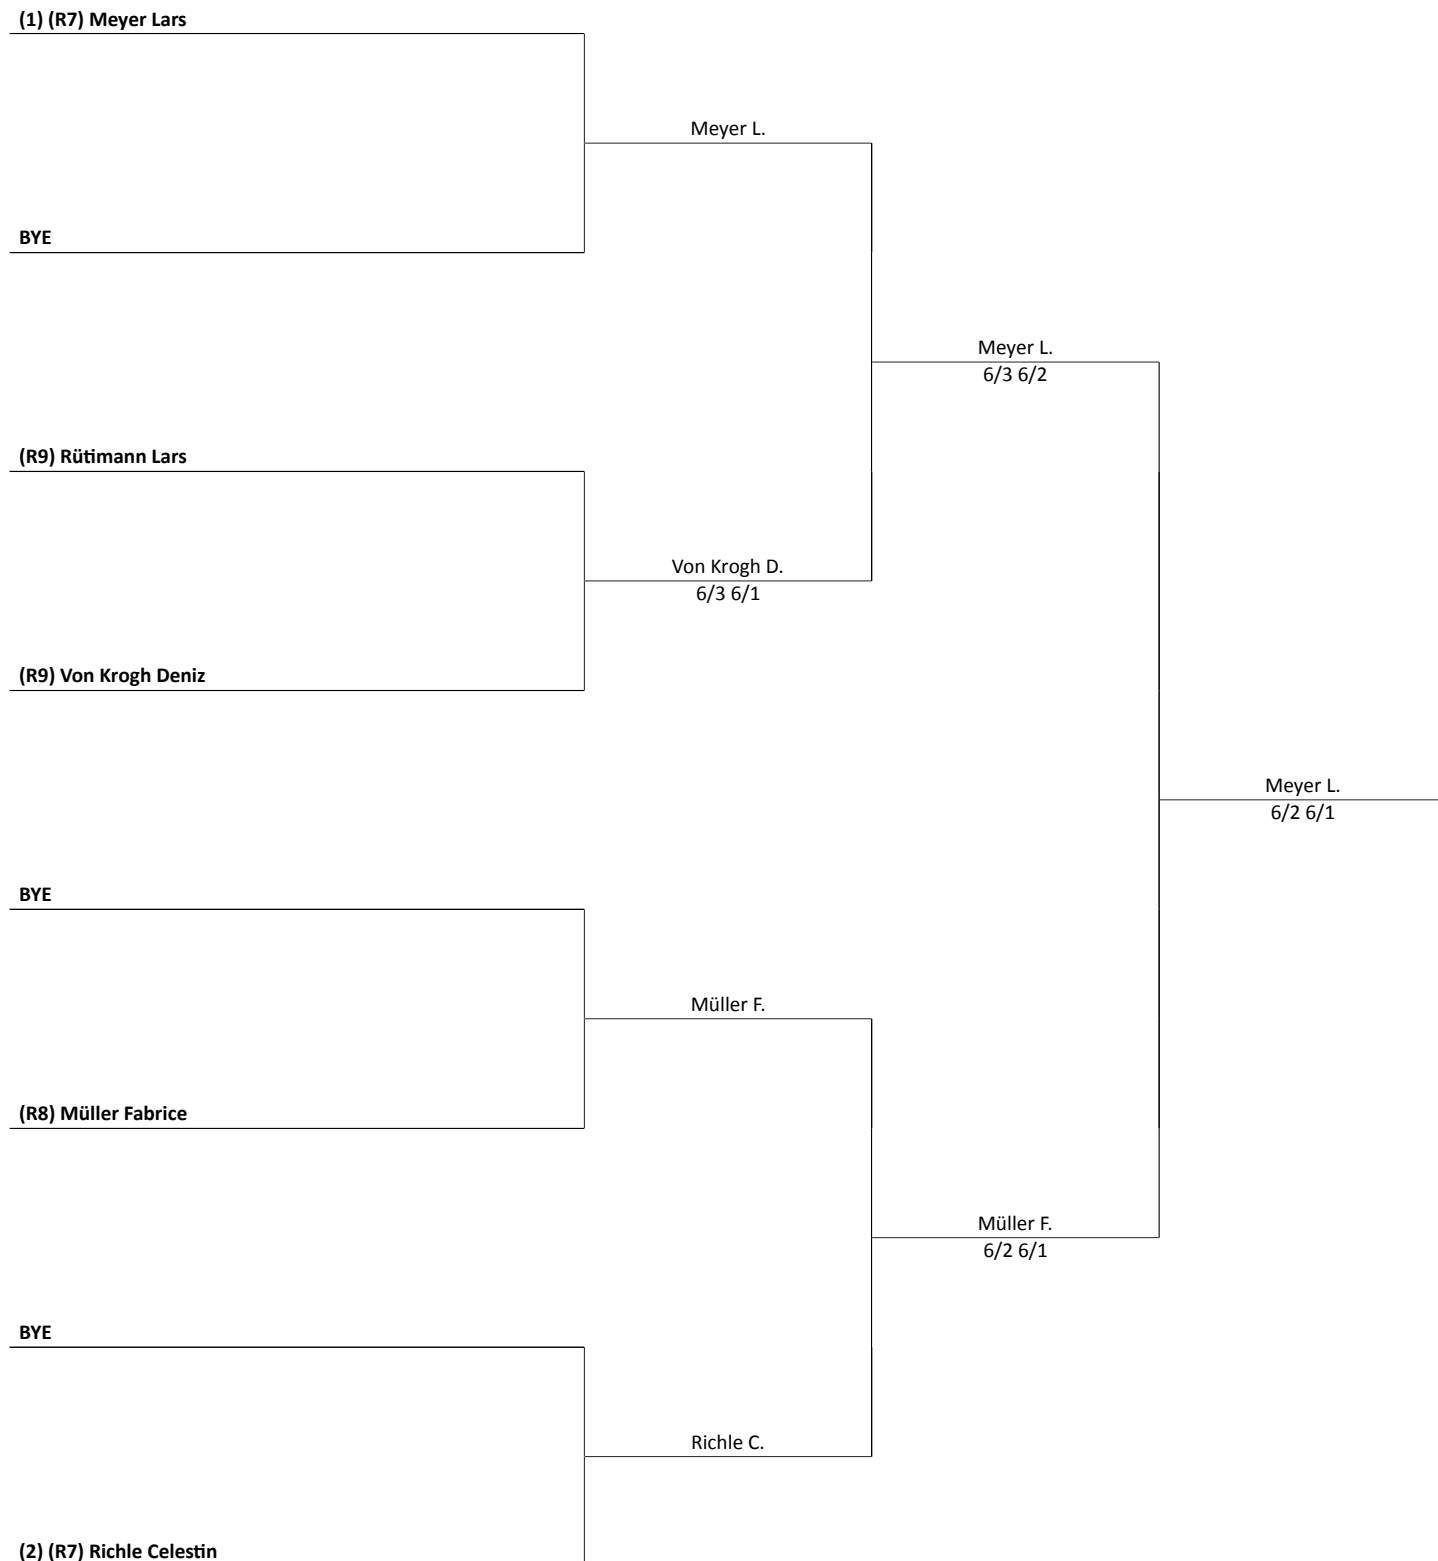 (1) (R7) Meyer Lars
Meyer L.
BYE
Meyer L.
6/3 6/2
(R9) Rütimann Lars
Von Krogh D.
6/3 6/1
(R9) Von Krogh Deniz
Meyer L.
6/2 6/1
BYE
Müller F.
(R8) Müller Fabrice
Müller F.
6/2 6/1
BYE
Richle C.
(2) (R7) Richle Celestin